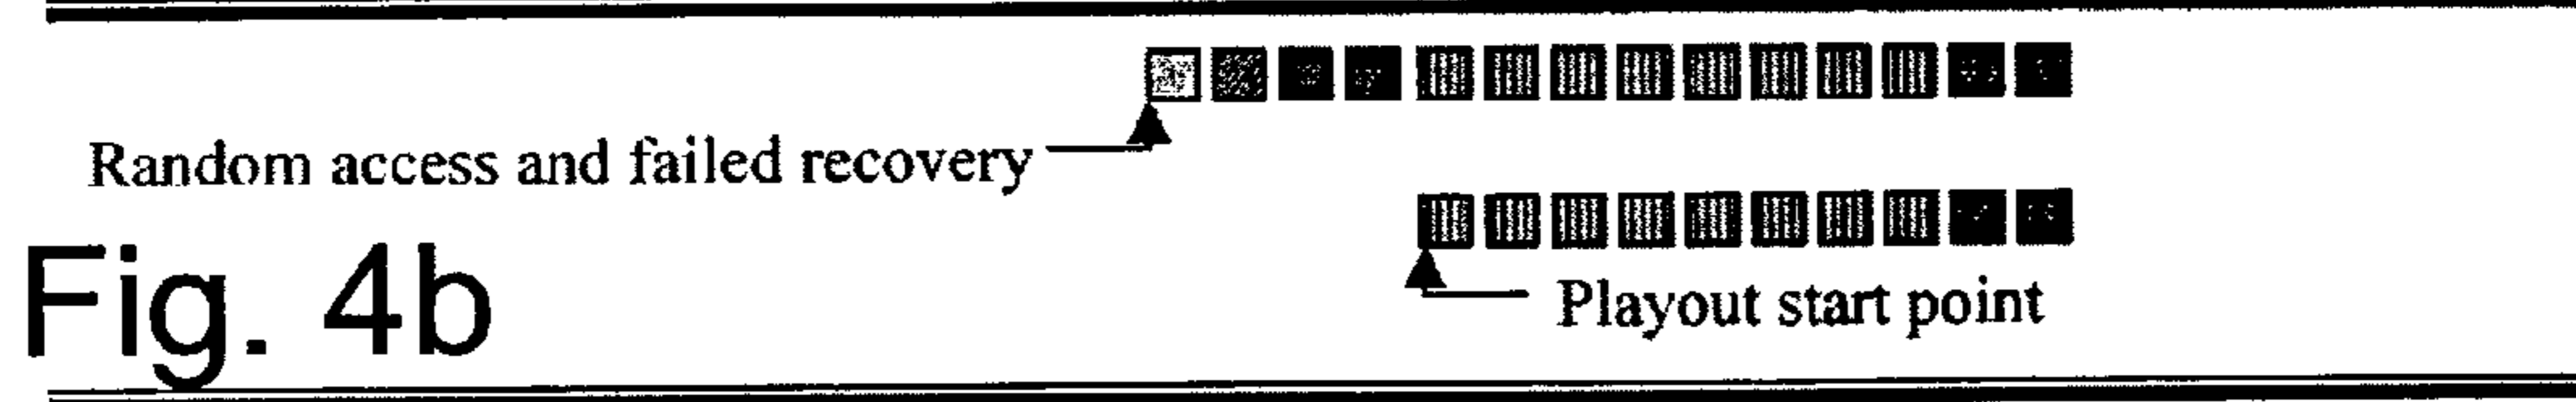 Random access and failed recovery
Playout start point
Fig. 4b